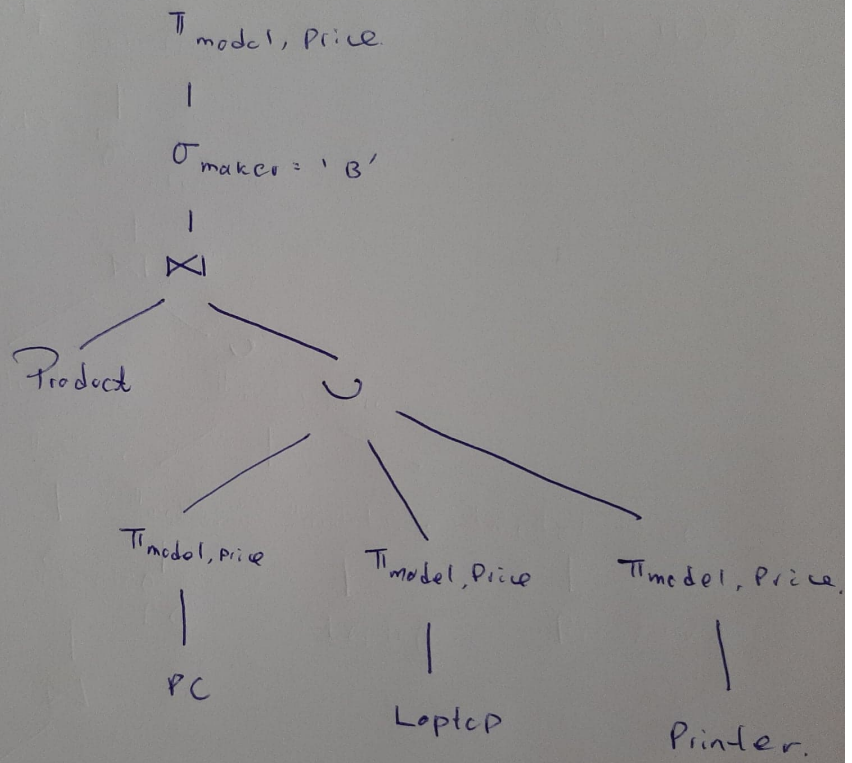 π model, Price.
σ maker = 'B'
⋈
Product
∪
π model, Price
π model, Price
π model, Price.
PC
Laptop
Printer.